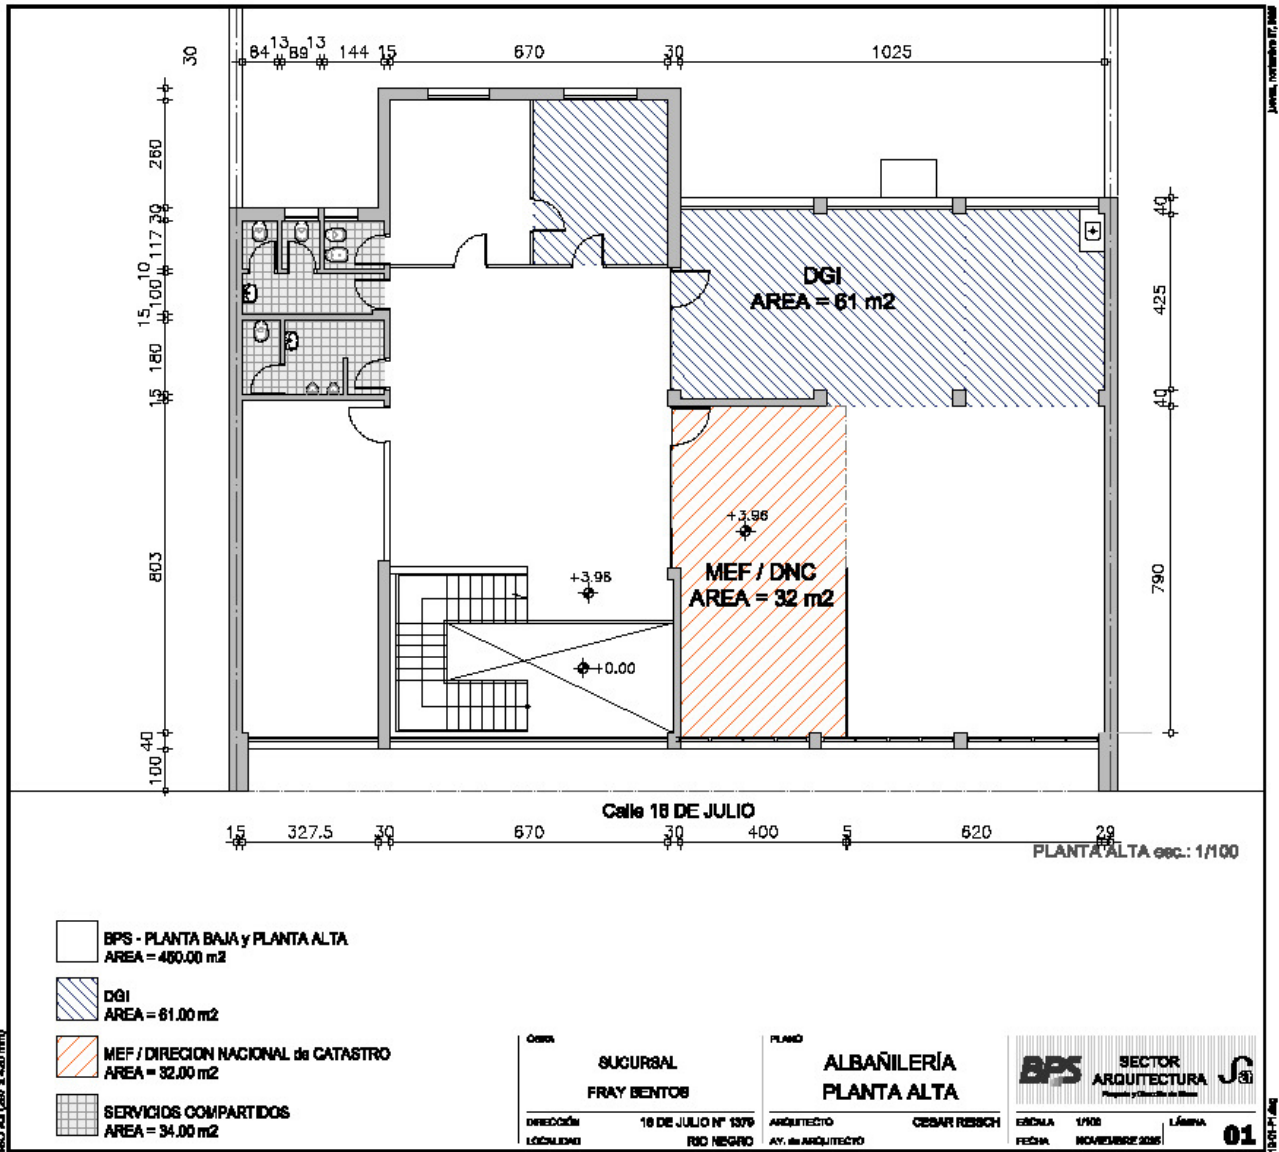 30
64
13
89
13
144
15
670
30
1025
260
30
117
10
100
15
180
15
803
40
100
40
425
40
790
DGI
AREA = 61 m2
+3.96
MEF / DNC
AREA = 32 m2
+3.96
+0.00
Calle 18 DE JULIO
15
327.5
30
670
30
400
5
620
29
PLANTA ALTA esc.: 1/100
BPS - PLANTA BAJA y PLANTA ALTA
AREA = 450.00 m2
DGI
AREA = 61.00 m2
MEF / DIRECION NACIONAL de CATASTRO
AREA = 32.00 m2
SERVICIOS COMPARTIDOS
AREA = 34.00 m2
OBRA
SUCURSAL
FRAY BENTOS
DIRECCIÓN
18 DE JULIO Nº 1379
LOCALIDAD
RIO NEGRO
PLANO
ALBAÑILERÍA
PLANTA ALTA
ARQUITECTO
CESAR REISCH
AY. de ARQUITECTO
BPS
SECTOR
ARQUITECTURA
Proyecto y Dirección de Obras
ESCALA
1/100
LÁMINA
FECHA
NOVIEMBRE
01